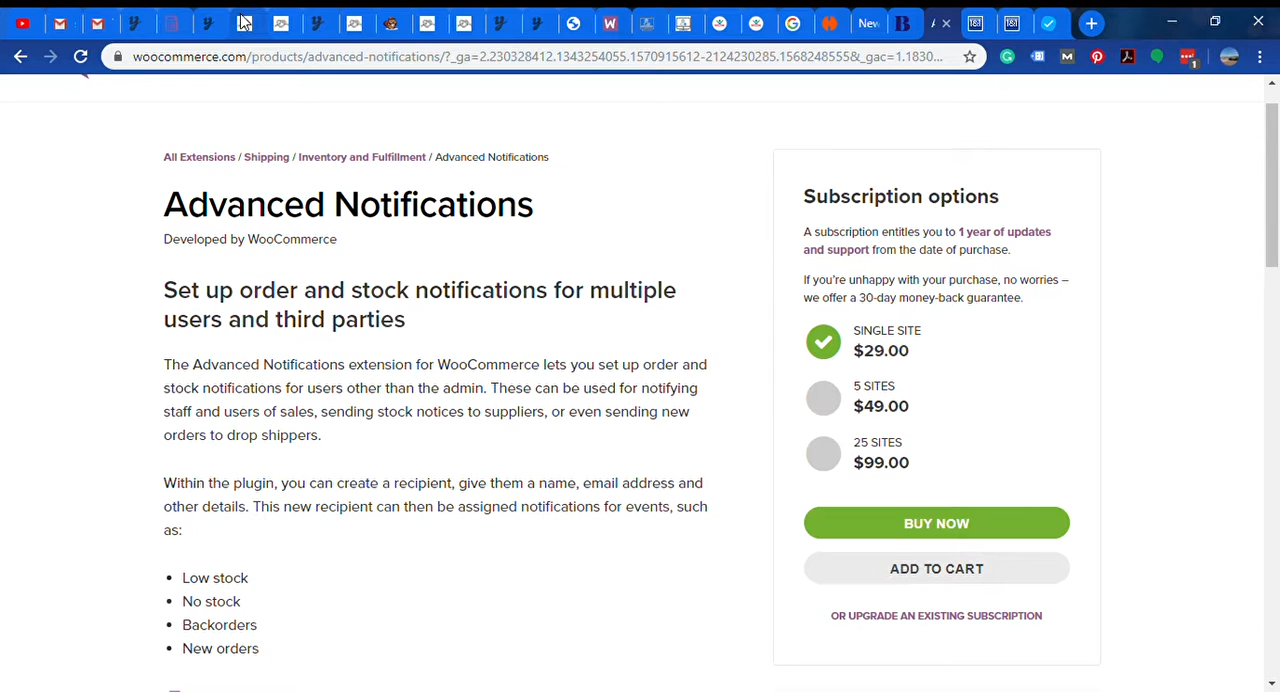 New
woocommerce.com/products/advanced-notifications/?_ga=2.230328412.1343254055.1570915612-2124230285.1568248555&_gac=1.1830...
1
All Extensions / Shipping / Inventory and Fulfillment / Advanced Notifications
Advanced Notifications
Developed by WooCommerce
Set up order and stock notifications for multiple
users and third parties
The Advanced Notifications extension for WooCommerce lets you set up order and
stock notifications for users other than the admin. These can be used for notifying
staff and users of sales, sending stock notices to suppliers, or even sending new
orders to drop shippers.
Within the plugin, you can create a recipient, give them a name, email address and
other details. This new recipient can then be assigned notifications for events, such
as:
• Low stock
• No stock
• Backorders
• New orders
Subscription options
A subscription entitles you to 1 year of updates
and support from the date of purchase.
If you're unhappy with your purchase, no worries –
we offer a 30-day money-back guarantee.
SINGLE SITE
$29.00
5 SITES
$49.00
25 SITES
$99.00
BUY NOW
ADD TO CART
OR UPGRADE AN EXISTING SUBSCRIPTION